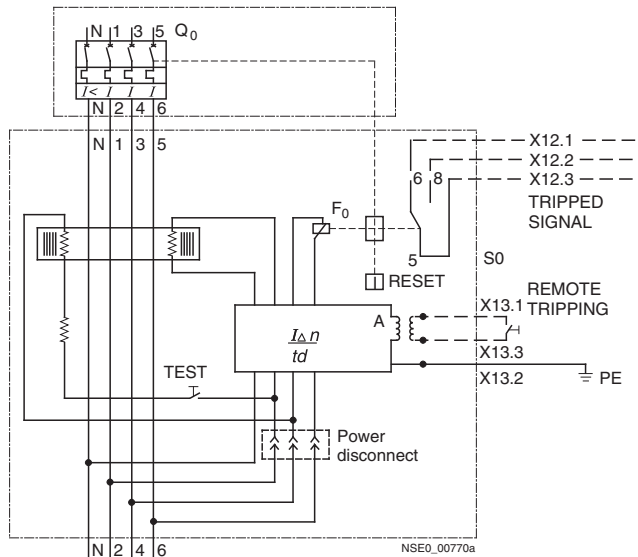 N 1 3 5 Q0
I< I I I
N 2 4 6
N 1 3 5
X12.1
X12.2
X12.3
6 8
TRIPPED
SIGNAL
F0
5
S0
RESET
REMOTE
TRIPPING
X13.1
A
I∆n
td
X13.3
X13.2
PE
TEST
Power
disconnect
N 2 4 6
NSE0_00770a